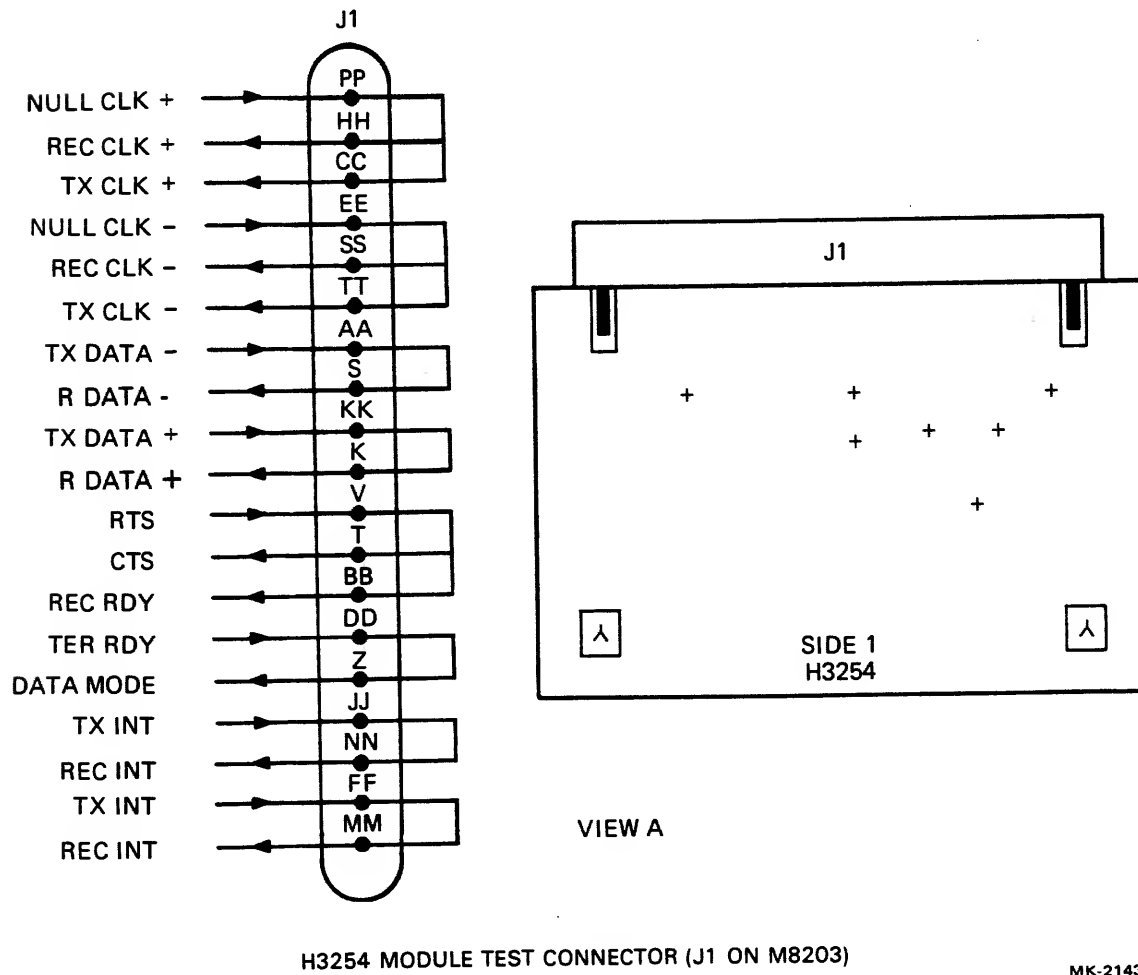 J1
PP
NULL CLK +
HH
REC CLK +
CC
TX CLK +
EE
NULL CLK -
SS
REC CLK -
TT
TX CLK -
AA
TX DATA -
S
R DATA -
KK
TX DATA +
K
R DATA +
V
RTS
T
CTS
BB
REC RDY
DD
TER RDY
Z
DATA MODE
JJ
TX INT
NN
REC INT
FF
TX INT
MM
REC INT
J1
SIDE 1
H3254
VIEW A
H3254 MODULE TEST CONNECTOR (J1 ON M8203)
MK-2143